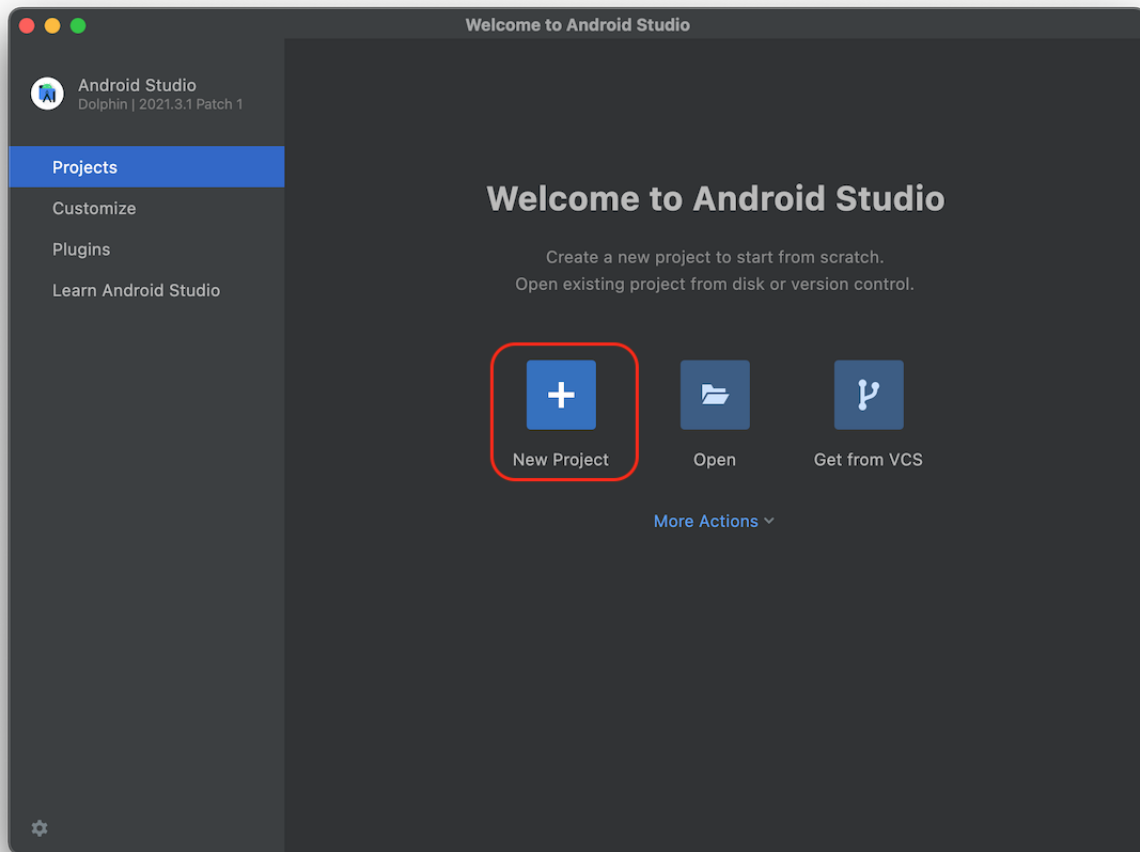 Welcome to Android Studio
Android Studio
Dolphin | 2021.3.1 Patch 1
Projects
Customize
Plugins
Learn Android Studio
Welcome to Android Studio
Create a new project to start from scratch.
Open existing project from disk or version control.
New Project
Open
Get from VCS
More Actions